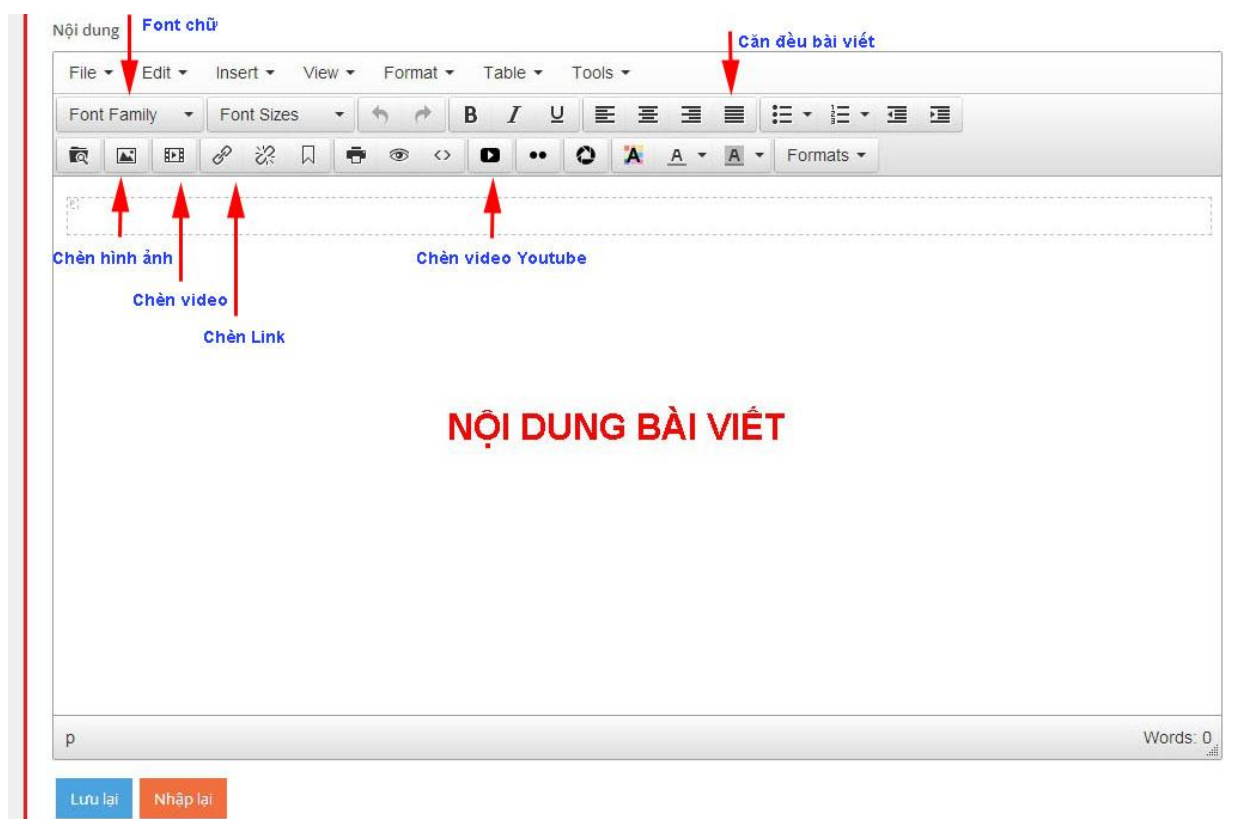 Nội dung
Font chữ
Căn đều bài viết
File Edit Insert View Format Table Tools
Font Family Font Sizes B I U
A A A Formats
P
Chèn hình ảnh
Chèn video Youtube
Chèn video
Chèn Link
NỘI DUNG BÀI VIẾT
p Words: 0
Lưu lại Nhập lại